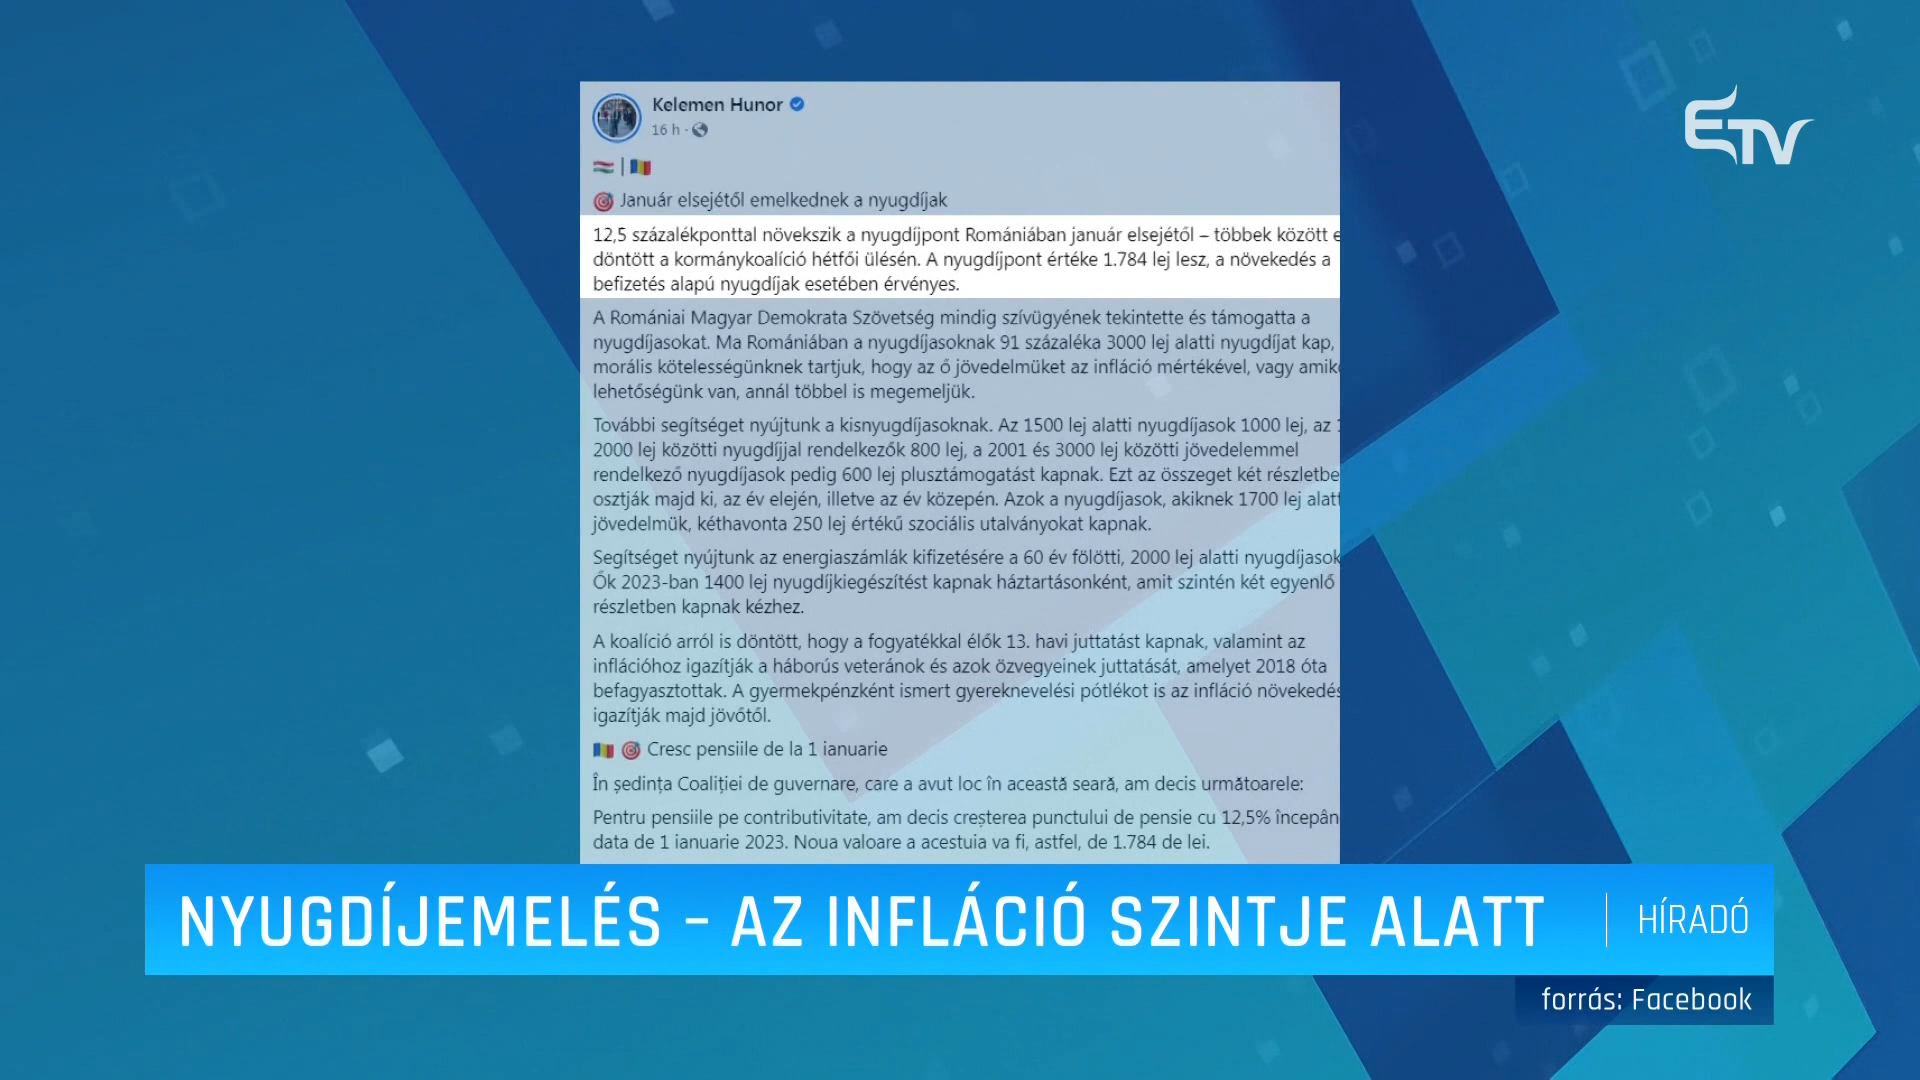 ETV
Kelemen Hunor
16 h ·
|
Január elsejétől emelkednek a nyugdíjak
12,5 százalékponttal növekszik a nyugdíjpont Romániában január elsejétől – többek között
döntött a kormánykoalíció hétfői ülésén. A nyugdíjpont értéke 1.784 lej lesz, a növekedés a
befizetés alapú nyugdíjak esetében érvényes.
A Romániai Magyar Demokrata Szövetség mindig szívügyének tekintette és támogatta a
nyugdíjasokat. Ma Romániában a nyugdíjasoknak 91 százaléka 3000 lej alatti nyugdíjat kap,
morális kötelességünknek tartjuk, hogy az ő jövedelmüket az infláció mértékével, vagy
lehetőségünk van, annál többel is megemeljük.
További segítséget nyújtunk a kisnyugdíjasoknak. Az 1500 lej alatti nyugdíjasok 1000 lej, az
2000 lej közötti nyugdíjjal rendelkezők 800 lej, a 2001 és 3000 lej közötti jövedelemmel
rendelkező nyugdíjasok pedig 600 lej plusztámogatást kapnak. Ezt az összeget két részletbe
osztják majd ki, az év elején, illetve az év közepén. Azok a nyugdíjasok, akiknek 1700 lej alatt
jövedelmük, kéthavonta 250 lej értékű szociális utalványokat kapnak.
Segítséget nyújtunk az energiaszámlák kifizetésére a 60 év fölötti, 2000 lej alatti nyugdíjasok
Ők 2023-ban 1400 lej nyugdíjkiegészítést kapnak háztartásonként, amit szintén két egyenlő
részletben kapnak kézhez.
A koalíció arról is döntött, hogy a fogyatékkal élők 13. havi juttatást kapnak, valamint az
inflációhoz igazítják a háborús veteránok és azok özvegyeinek juttatását, amelyet 2018 óta
befagyasztottak. A gyermekpénzként ismert gyereknevelési pótlékot is az infláció növekedés
igazítják majd jövőtől.
Cresc pensiile de la 1 ianuarie
În ședința Coaliției de guvernare, care a avut loc în această seară, am decis următoarele:
Pentru pensiile pe contributivitate, am decis creșterea punctului de pensie cu 12,5% începân
data de 1 ianuarie 2023. Noua valoare a acestuia va fi, astfel, de 1.784 de lei.
NYUGDÍJEMELÉS – AZ INFLÁCIÓ SZINTJE ALATT
HÍRADÓ
forrás: Facebook